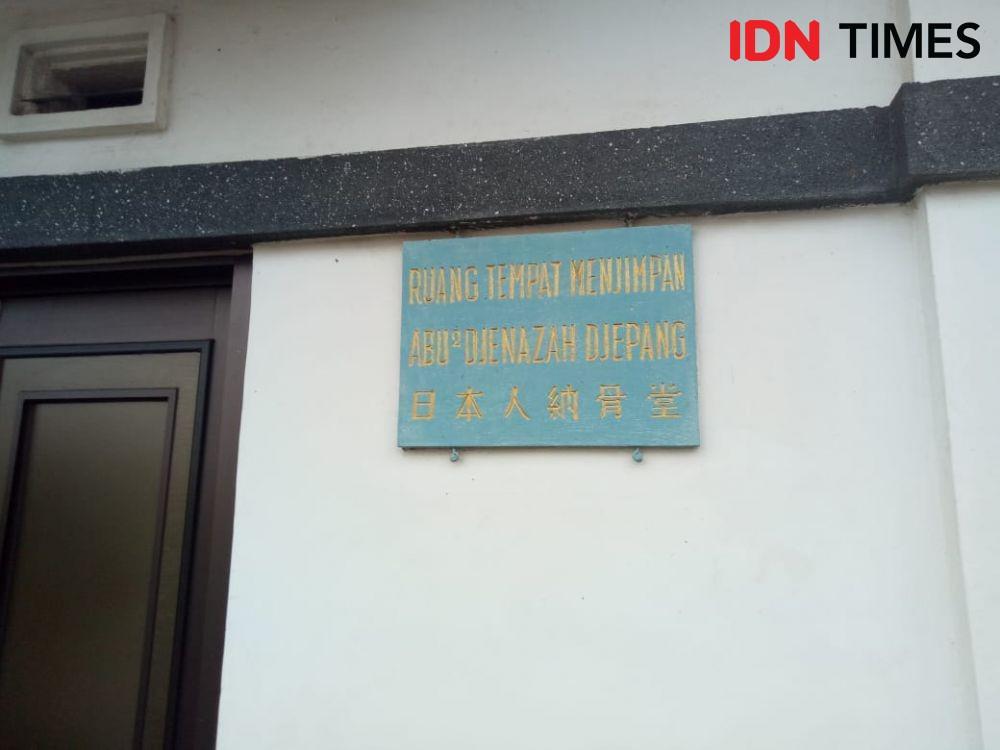 IDN TIMES
RUANG TEMPAT MENJIMPAN
ABU² DJENAZAH DJEPANG
日本人納骨堂